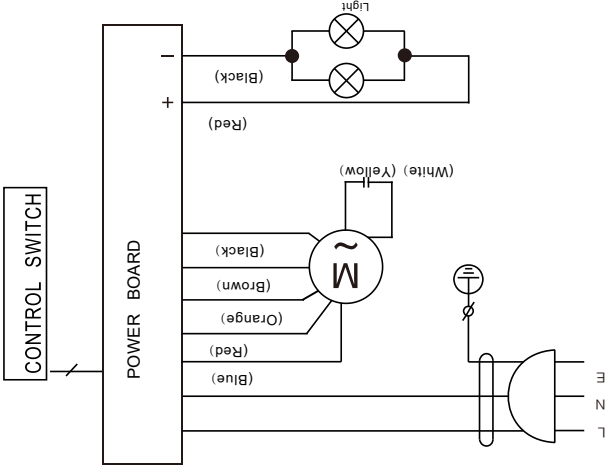 Light
−
(Black)
+
(Red)
(White) (Yellow)
CONTROL SWITCH
POWER BOARD
M
~
(Black)
(Brown)
(Orange)
(Red)
(Blue)
E
N
L